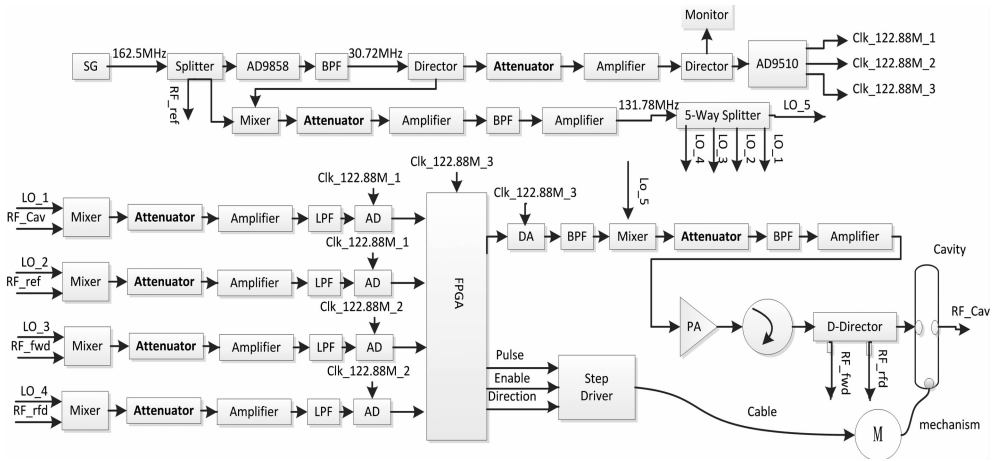 Monitor
SG
162.5MHz
Splitter
AD9858
BPF
30.72MHz
Director
Attenuator
Amplifier
Director
AD9510
Clk_122.88M_1
Clk_122.88M_2
Clk_122.88M_3
RF_ref
Mixer
Attenuator
Amplifier
BPF
Amplifier
131.78MHz
5-Way Splitter
LO_5
LO_4
LO_3
LO_2
LO_1
Clk_122.88M_3
Clk_122.88M_1
LO_1
RF_Cav
Mixer
Attenuator
Amplifier
LPF
AD
Clk_122.88M_1
LO_2
RF_ref
Mixer
Attenuator
Amplifier
LPF
AD
Clk_122.88M_2
LO_3
RF_fwd
Mixer
Attenuator
Amplifier
LPF
AD
Clk_122.88M_2
LO_4
RF_rfd
Mixer
Attenuator
Amplifier
LPF
AD
FPGA
Clk_122.88M_3
Lo_5
DA
BPF
Mixer
Attenuator
BPF
Amplifier
Cavity
PA
D-Director
RF_Cav
RF_fwd
RF_rfd
Pulse
Enable
Direction
Step
Driver
Cable
M
mechanism